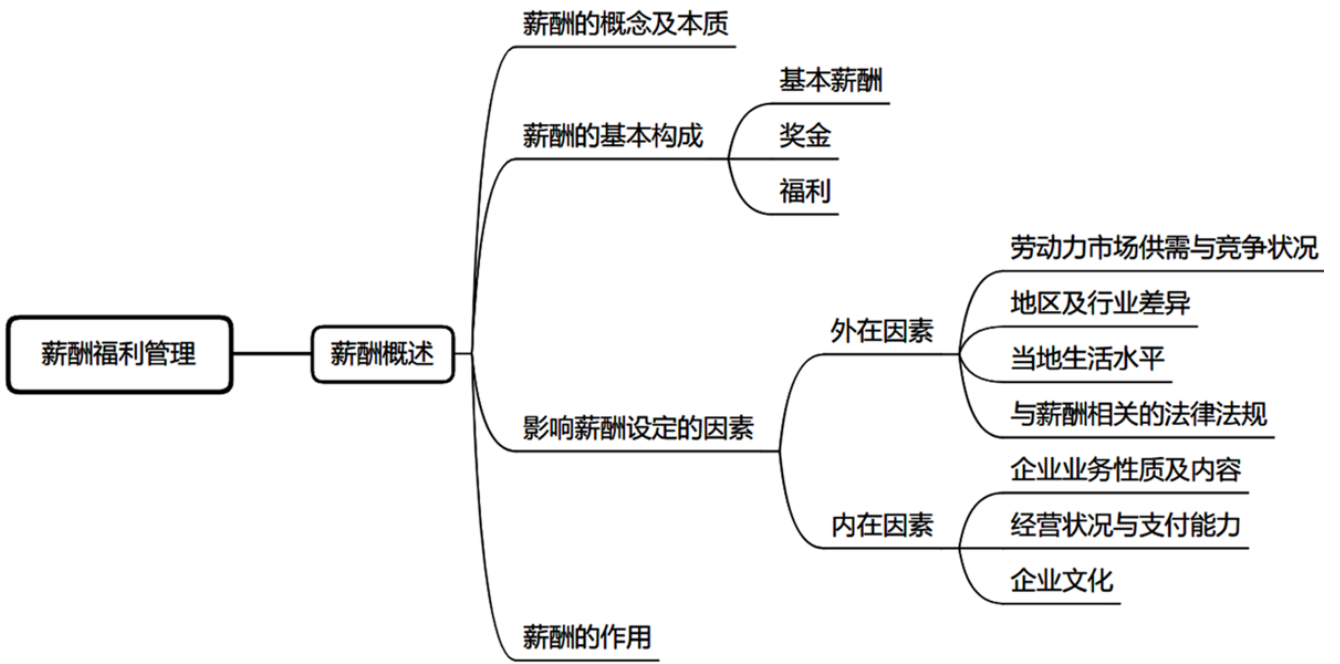 薪酬福利管理
薪酬概述
薪酬的概念及本质
薪酬的基本构成
基本薪酬
奖金
福利
影响薪酬设定的因素
外在因素
劳动力市场供需与竞争状况
地区及行业差异
当地生活水平
与薪酬相关的法律法规
内在因素
企业业务性质及内容
经营状况与支付能力
企业文化
薪酬的作用